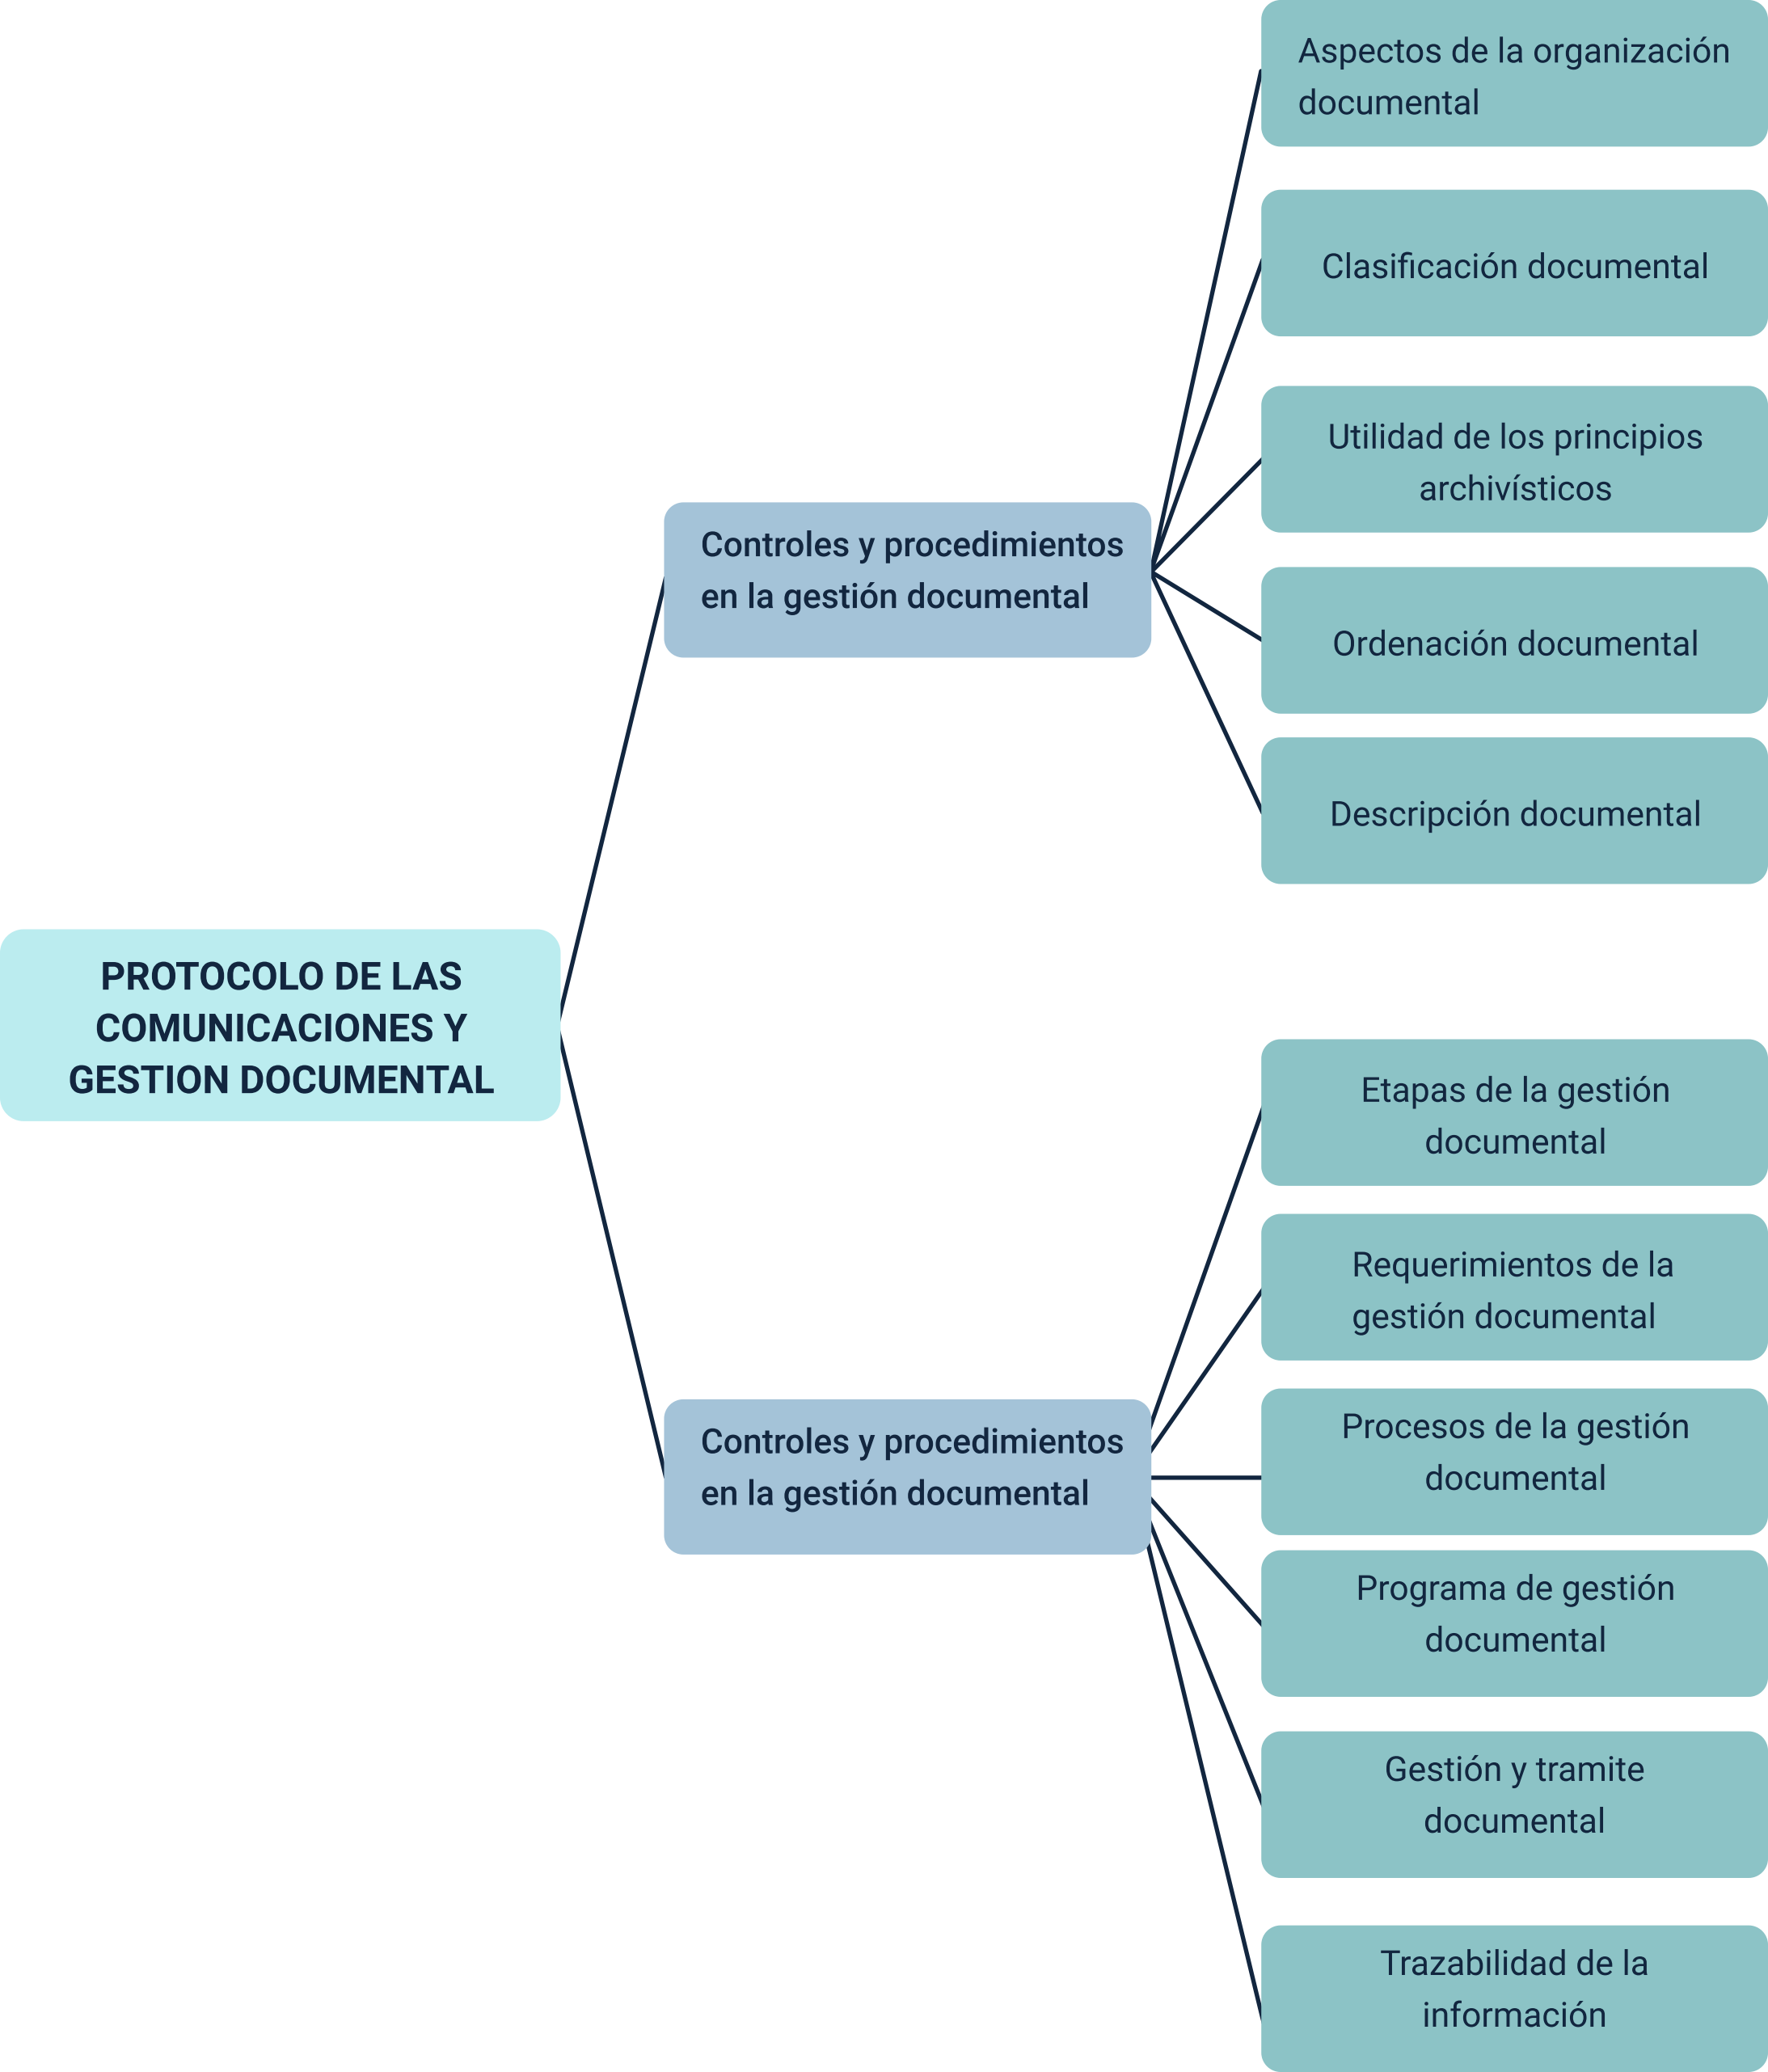 PROTOCOLO DE LAS
COMUNICACIONES Y
GESTION DOCUMENTAL
Controles y procedimientos
en la gestión documental
Aspectos de la organización
documental
Clasificación documental
Utilidad de los principios
archivísticos
Ordenación documental
Descripción documental
Controles y procedimientos
en la gestión documental
Etapas de la gestión
documental
Requerimientos de la
gestión documental
Procesos de la gestión
documental
Programa de gestión
documental
Gestión y tramite
documental
Trazabilidad de la
información